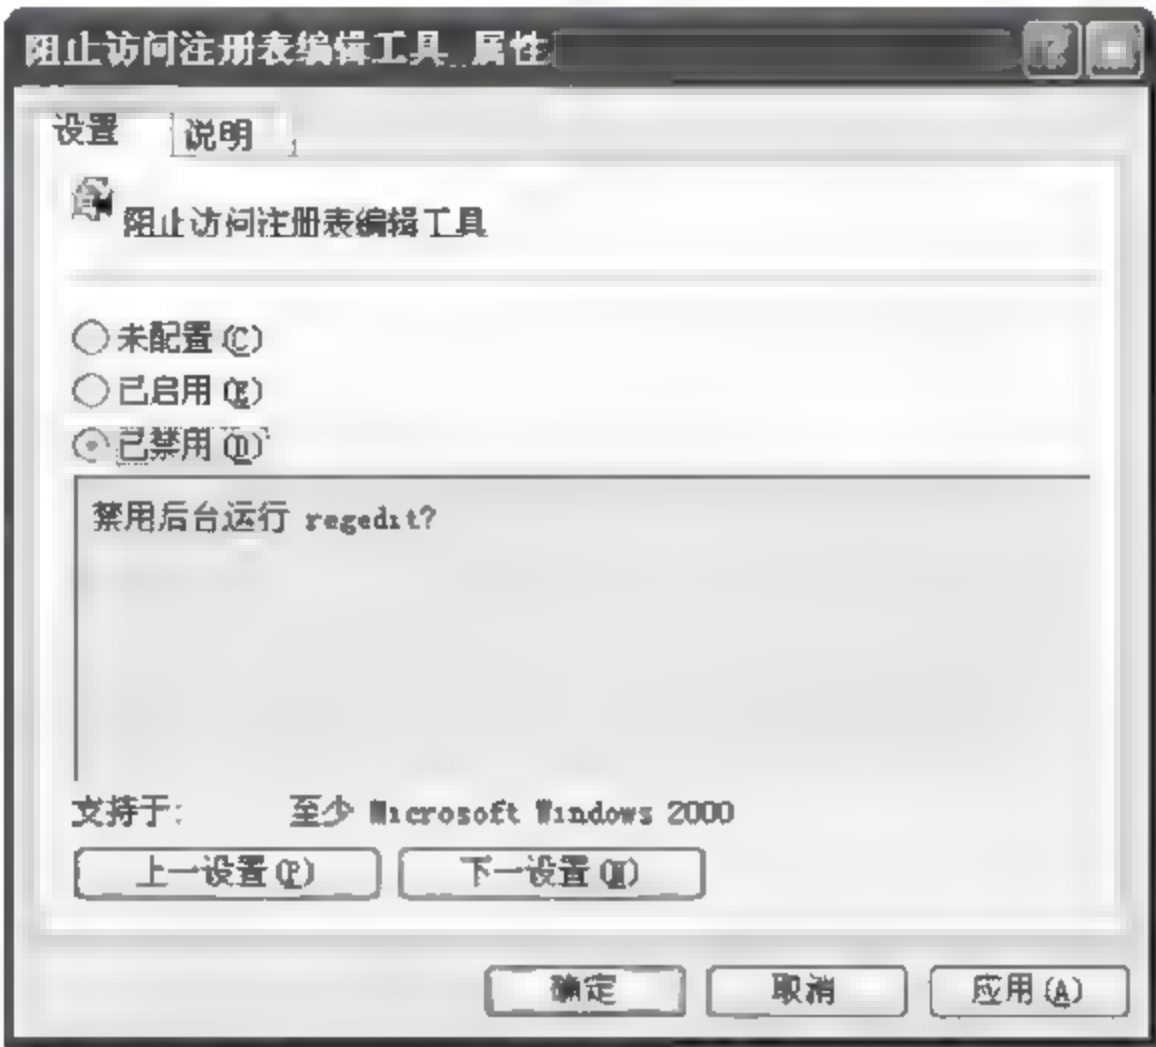 阻止访问注册表编辑工具 属性
设置 说明
阻止访问注册表编辑工具
未配置(C)
已启用(E)
已禁用(D)
禁用后台运行 regedit?
支持于: 至少 Microsoft Windows 2000
上一设置(P) 下一设置(N)
确定 取消 应用(A)